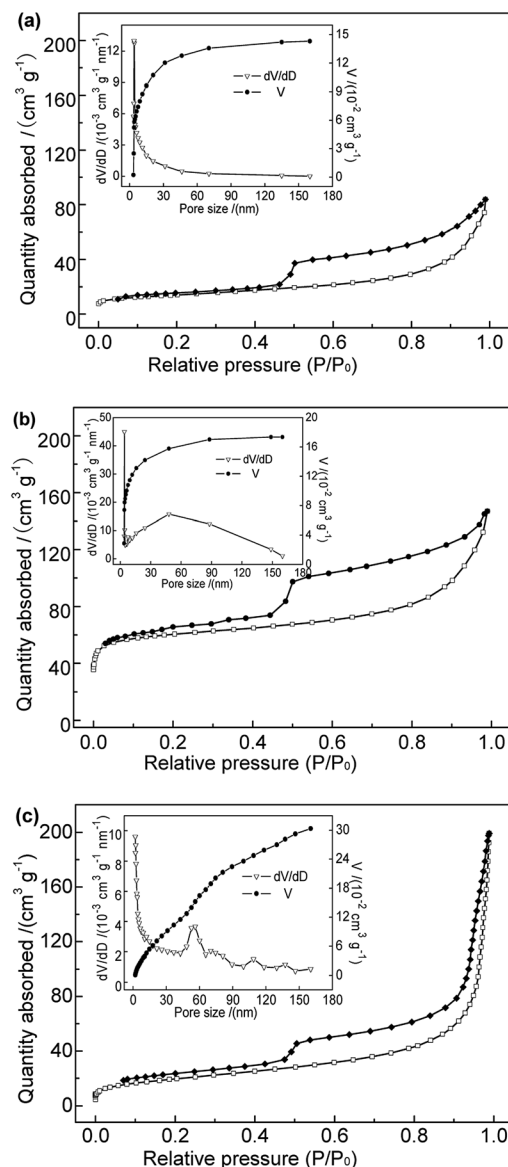 (a)
200
160
120
80
40
0
Quantity absorbed / (cm³ g⁻¹)
0.0 0.2 0.4 0.6 0.8 1.0
Relative pressure (P/P₀)
12
9
6
3
0
dV/dD /(10⁻³ cm³ g⁻¹ nm⁻¹)
15
12
9
6
3
0
V /(10⁻² cm³ g⁻¹)
dV/dD
V
0 30 60 90 120 150 180
Pore size /(nm)
(b)
200
160
120
80
40
0
Quantity absorbed / (cm³ g⁻¹)
0.0 0.2 0.4 0.6 0.8 1.0
Relative pressure (P/P₀)
50
40
30
20
10
0
dV/dD /(10⁻³ cm³ g⁻¹ nm⁻¹)
20
16
12
8
4
0
V /(10⁻² cm³ g⁻¹)
dV/dD
V
0 30 60 90 120 150 180
Pore size /(nm)
(c)
200
160
120
80
40
0
Quantity absorbed /(cm³ g⁻¹)
0.0 0.2 0.4 0.6 0.8 1.0
Relative pressure (P/P₀)
10
8
6
4
2
0
dV/dD /(10⁻³ cm³ g⁻¹ nm⁻¹)
30
24
18
12
6
0
V /(10⁻² cm³ g⁻¹)
dV/dD
V
0 30 60 90 120 150 180
Pore size /(nm)